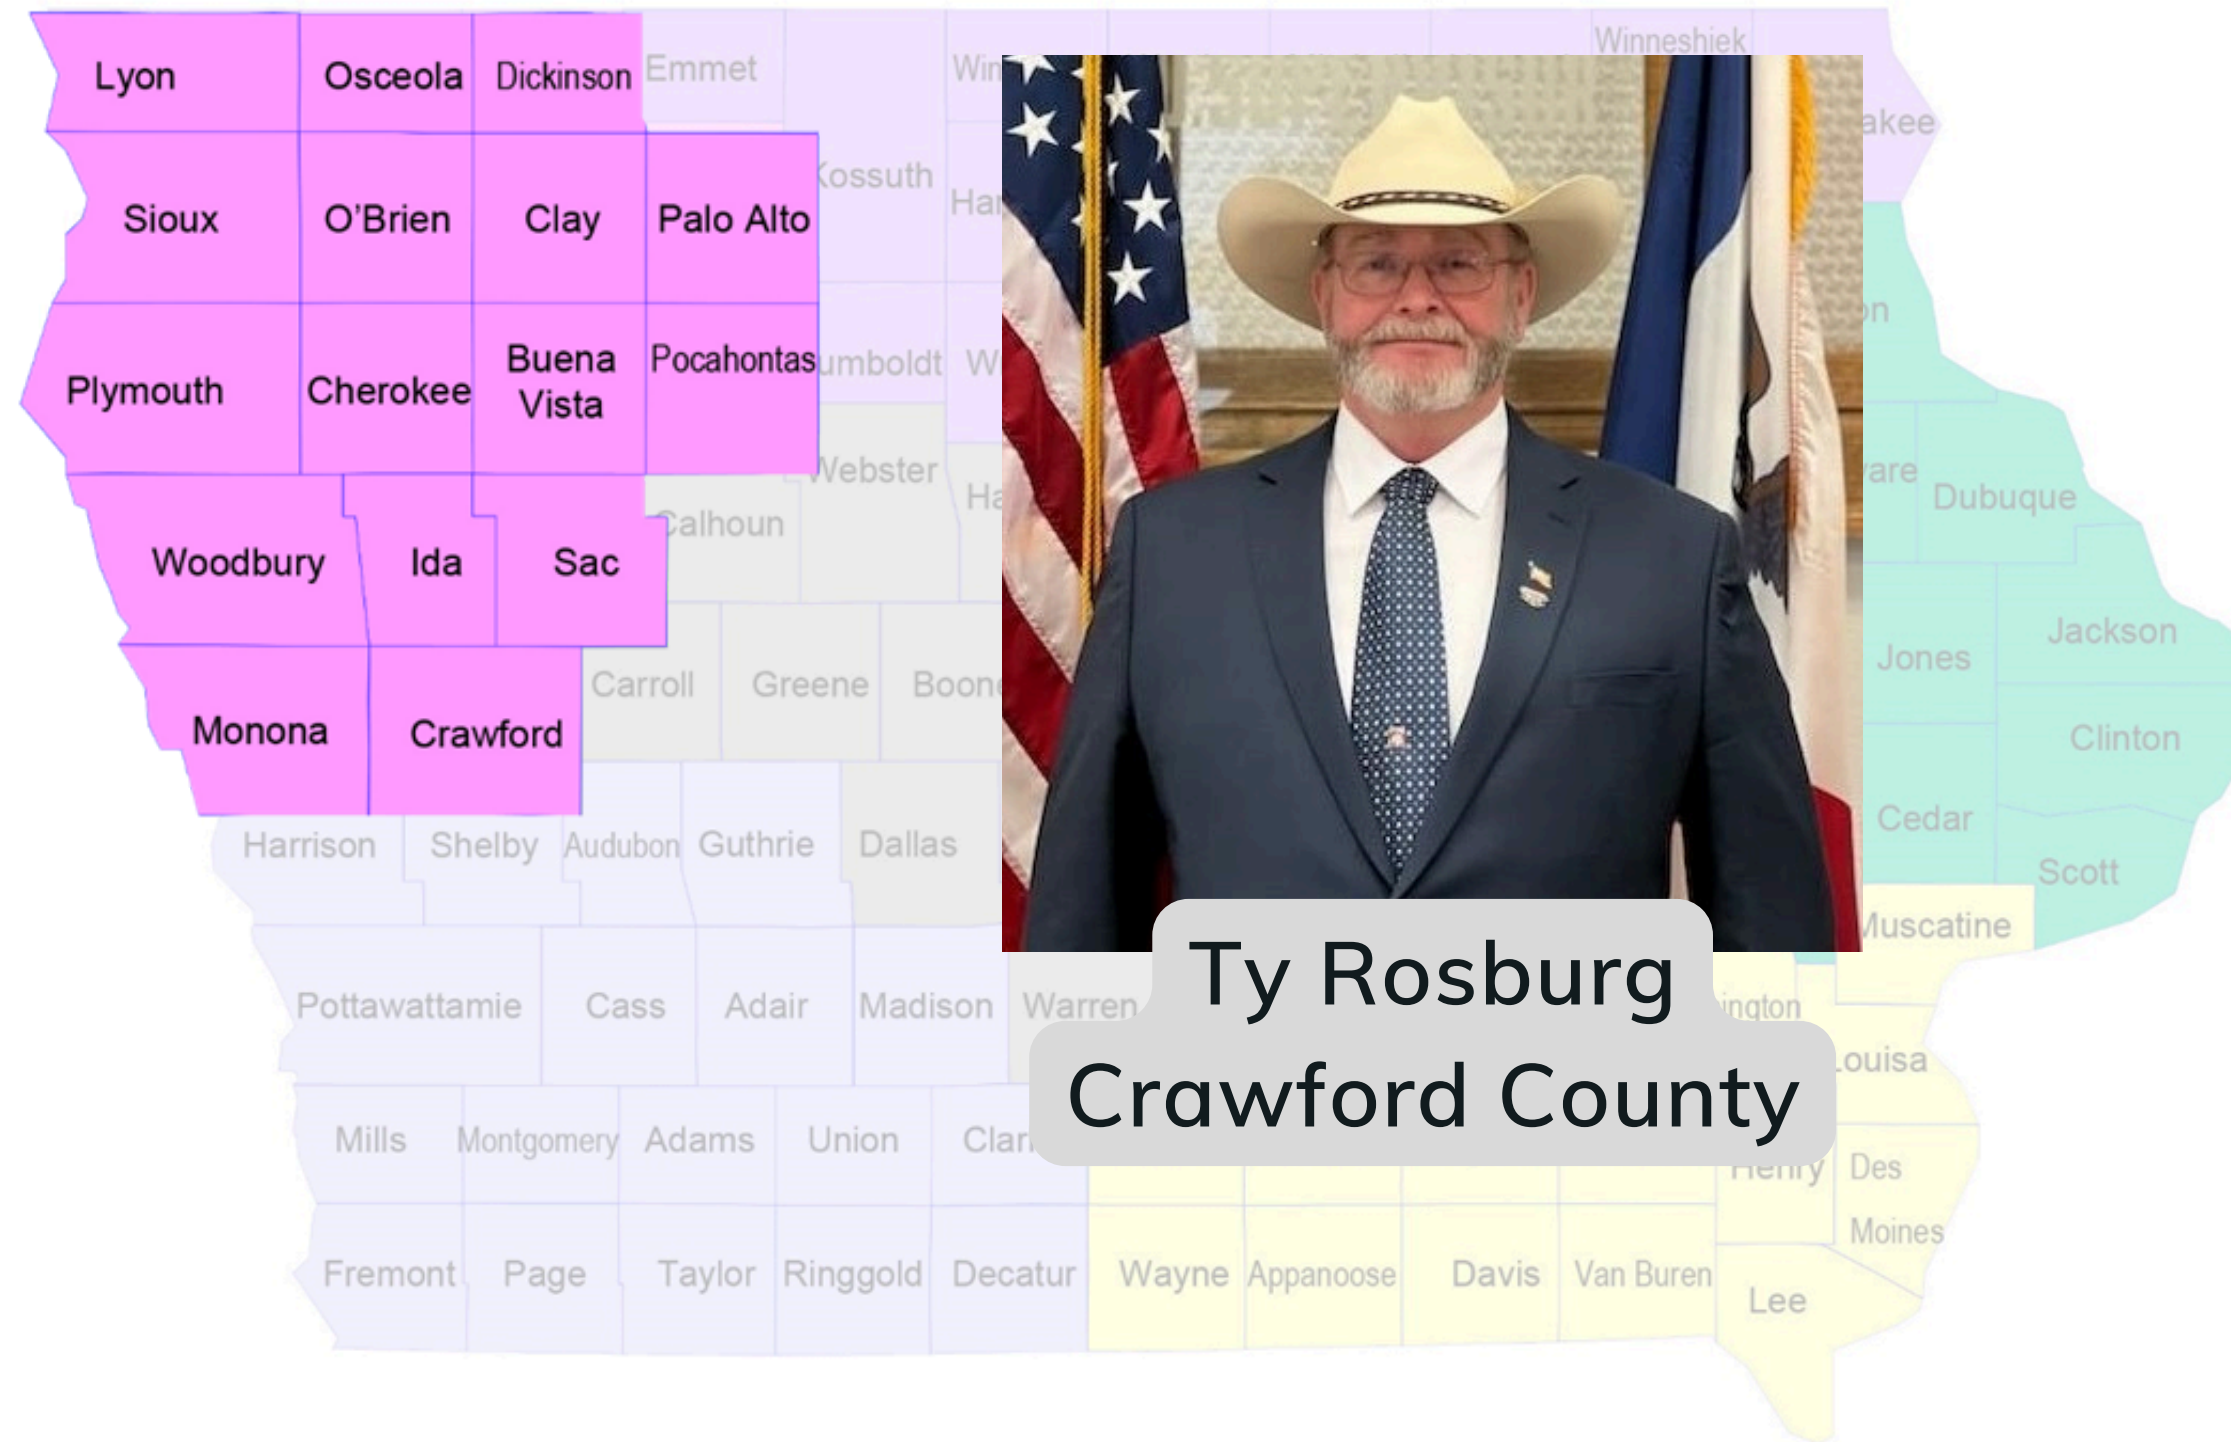 Winneshiek
Lyon
Osceola
Dickinson
Emmet
Kossuth
Sioux
O'Brien
Clay
Palo Alto
Plymouth
Cherokee
Buena
Vista
Pocahontas
Webster
Calhoun
Dubuque
Woodbury
Ida
Sac
Jackson
Jones
Carroll
Greene
Boone
Monona
Crawford
Clinton
Cedar
Scott
Harrison
Shelby
Audubon
Guthrie
Dallas
Muscatine
Pottawattamie
Cass
Adair
Madison
Warren
Ty Rosburg
Louisa
Crawford County
Mills
Montgomery
Adams
Union
Henry
Des
Moines
Fremont
Page
Taylor
Ringgold
Decatur
Wayne
Appanoose
Davis
Van Buren
Lee